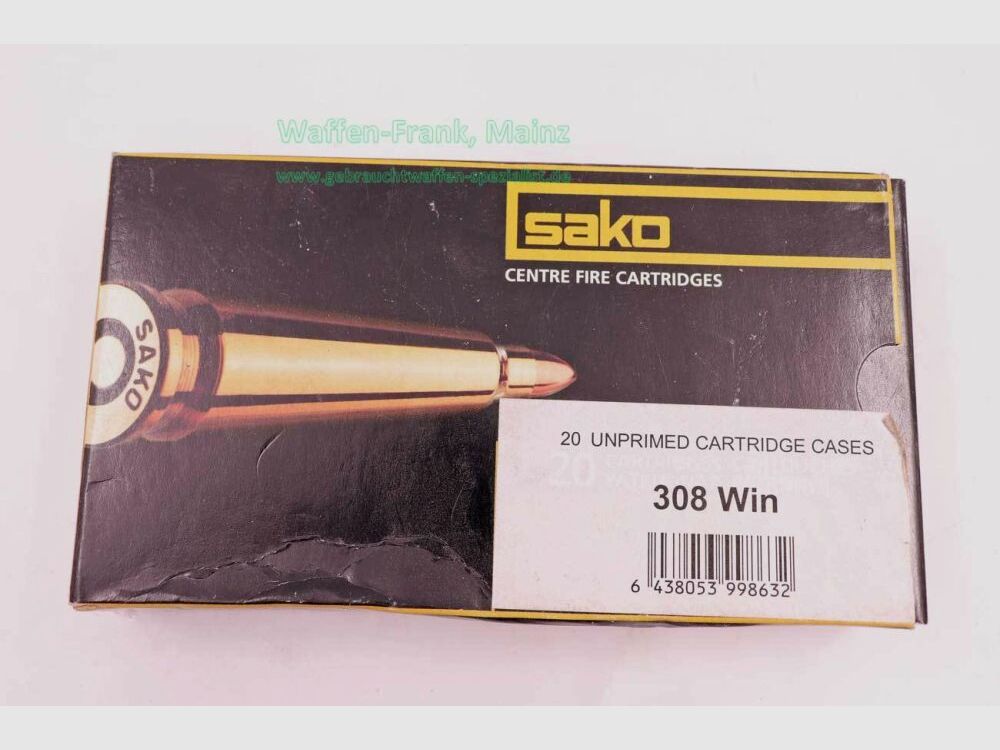 Waffen-Frank, Mainz
www.gebrauchtwaffen-spezialist.de
sako
CENTRE FIRE CARTRIDGES
SAKO
20 UNPRIMED CARTRIDGE CASES
20
308 Win
6 438053 998632